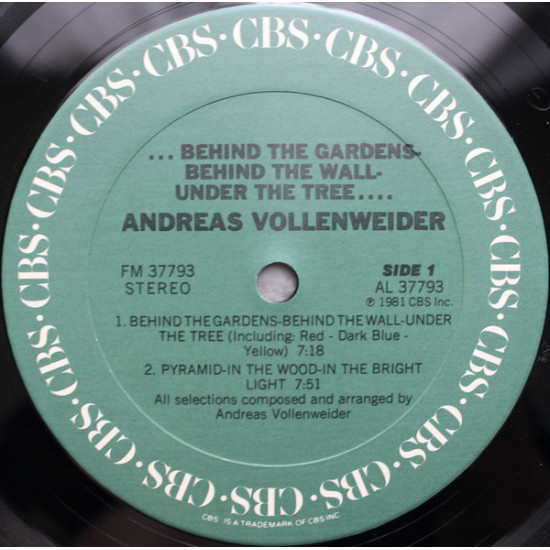 CBS · CBS · CBS · CBS · CBS · CBS · CBS · CBS · CBS · CBS · CBS · CBS · CBS · CBS · CBS · CBS · CBS · CBS ·
. . . BEHIND THE GARDENS-
BEHIND THE WALL-
UNDER THE TREE . . . .
ANDREAS VOLLENWEIDER
FM 37793
STEREO
SIDE 1
AL 37793
℗ 1981 CBS Inc.
1. BEHIND THE GARDENS-BEHIND THE WALL-UNDER
THE TREE (Including: Red - Dark Blue -
Yellow) 7:18
2. PYRAMID-IN THE WOOD-IN THE BRIGHT
LIGHT 7:51
All selections composed and arranged by
Andreas Vollenweider
CBS IS A TRADEMARK OF CBS INC.